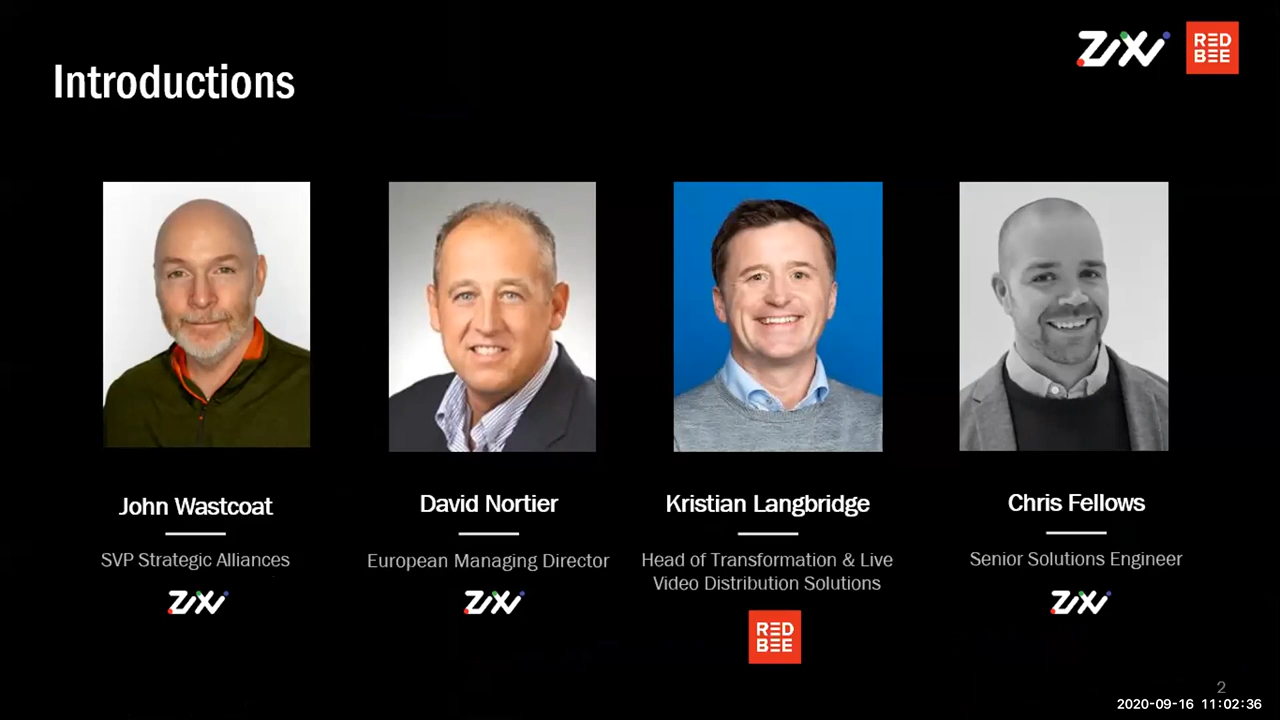 Introductions
ZiXi RED BEE
John Wastcoat
David Nortier
Kristian Langbridge
Chris Fellows
SVP Strategic Alliances
European Managing Director
Head of Transformation & Live
Video Distribution Solutions
Senior Solutions Engineer
ZiXi
ZiXi
RED
BEE
ZiXi
2
2020-09-16 11:02:36